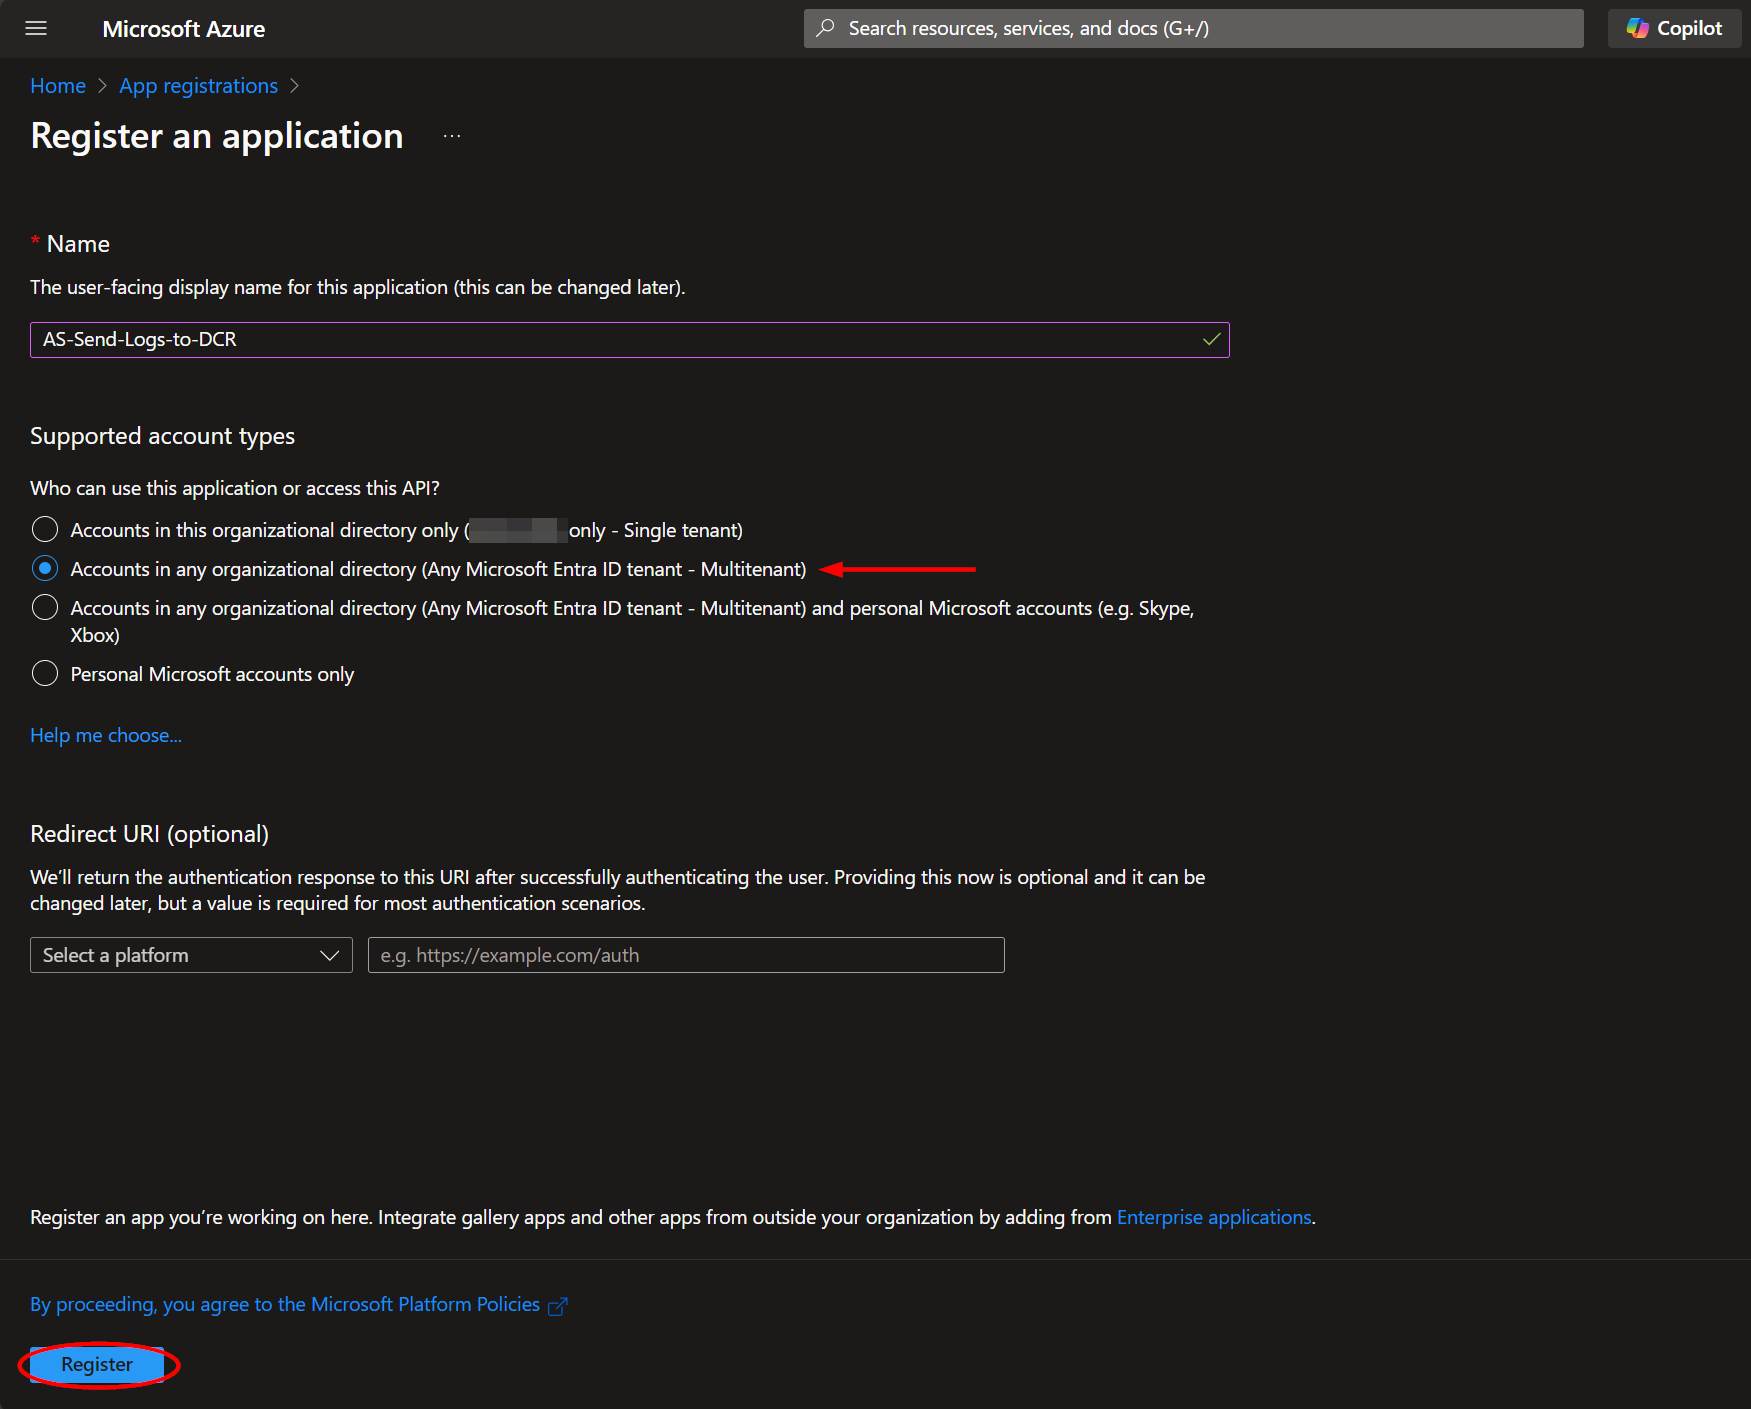 Microsoft Azure
Search resources, services, and docs (G+/)
Copilot
Home > App registrations >
Register an application ...
* Name
The user-facing display name for this application (this can be changed later).
AS-Send-Logs-to-DCR
Supported account types
Who can use this application or access this API?
Accounts in this organizational directory only ( only - Single tenant)
Accounts in any organizational directory (Any Microsoft Entra ID tenant - Multitenant)
Accounts in any organizational directory (Any Microsoft Entra ID tenant - Multitenant) and personal Microsoft accounts (e.g. Skype,
Xbox)
Personal Microsoft accounts only
Help me choose...
Redirect URI (optional)
We’ll return the authentication response to this URI after successfully authenticating the user. Providing this now is optional and it can be
changed later, but a value is required for most authentication scenarios.
Select a platform
e.g. https://example.com/auth
Register an app you’re working on here. Integrate gallery apps and other apps from outside your organization by adding from Enterprise applications.
By proceeding, you agree to the Microsoft Platform Policies
Register